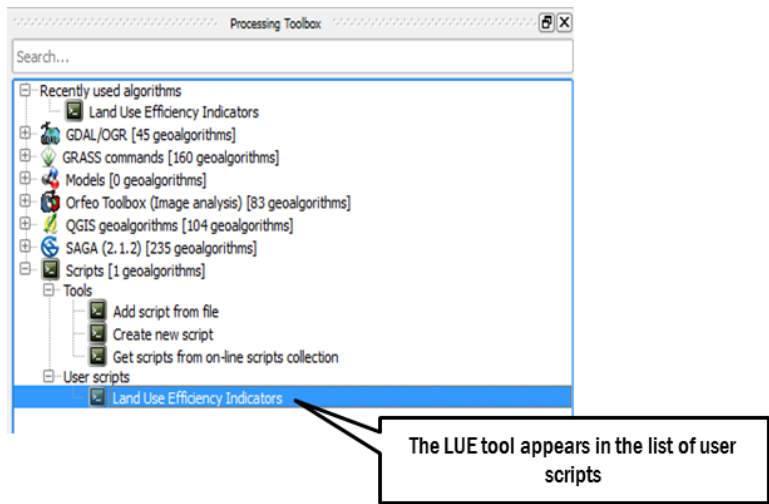 Processing Toolbox
Search...
Recently used algorithms
Land Use Efficiency Indicators
GDAL/OGR [45 geoalgorithms]
GRASS commands [160 geoalgorithms]
Models [0 geoalgorithms]
Orfeo Toolbox (Image analysis) [83 geoalgorithms]
QGIS geoalgorithms [104 geoalgorithms]
SAGA (2.1.2) [235 geoalgorithms]
Scripts [1 geoalgorithms]
Tools
Add script from file
Create new script
Get scripts from on-line scripts collection
User scripts
Land Use Efficiency Indicators
The LUE tool appears in the list of user
scripts